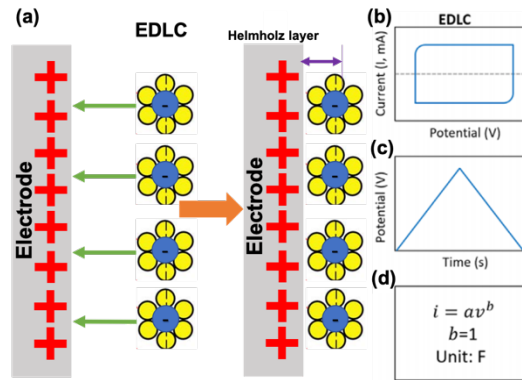 (a)
EDLC
Helmholz layer
Electrode
Electrode
(b)
EDLC
Current (I, mA)
Potential (V)
(c)
Potential (V)
Time (s)
(d)
i = av^b
b=1
Unit: F